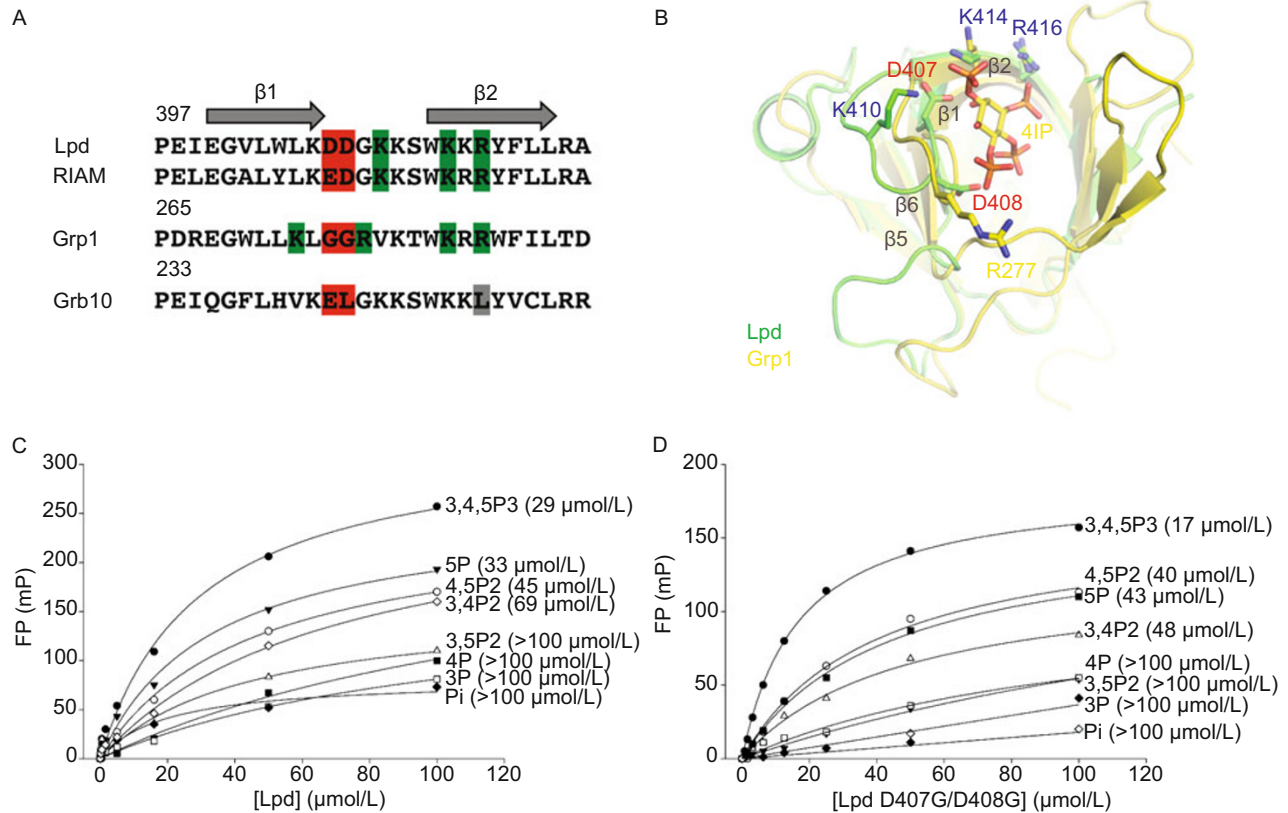 A
β1
β2
397
Lpd PEIEGVLWLKDDGKKSWKKRYFLLRA
RIAM PELEGALYLKEDGKKSWKRRYFLLRA
265
Grp1 PDREGWLLKLGGRVKTWKRRWFILTD
233
Grb10 PEIQGFLHVKELGKKSWKKLYVCLRR
B
K414
R416
D407
β2
K410
β1
4IP
D408
β6
β5
R277
Lpd
Grp1
C
FP (mP)
300
250
200
150
100
50
0
0 20 40 60 80 100 120
[Lpd] (µmol/L)
3,4,5P3 (29 µmol/L)
5P (33 µmol/L)
4,5P2 (45 µmol/L)
3,4P2 (69 µmol/L)
3,5P2 (>100 µmol/L)
4P (>100 µmol/L)
3P (>100 µmol/L)
Pi (>100 µmol/L)
D
FP (mP)
200
150
100
50
0
0 20 40 60 80 100 120
[Lpd D407G/D408G] (µmol/L)
3,4,5P3 (17 µmol/L)
4,5P2 (40 µmol/L)
5P (43 µmol/L)
3,4P2 (48 µmol/L)
4P (>100 µmol/L)
3,5P2 (>100 µmol/L)
3P (>100 µmol/L)
Pi (>100 µmol/L)